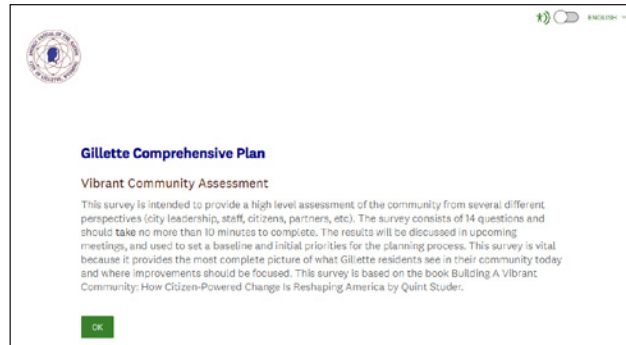 ENGLISH
Gillette Comprehensive Plan
Vibrant Community Assessment
This survey is intended to provide a high level assessment of the community from several different
perspectives (city leadership, staff, citizens, partners, etc). The survey consists of 14 questions and
should take no more than 10 minutes to complete. The results will be discussed in upcoming
meetings, and used to set a baseline and initial priorities for the planning process. This survey is vital
because it provides the most complete picture of what Gillette residents see in their community today
and where improvements should be focused. This survey is based on the book Building A Vibrant
Community: How Citizen-Powered Change Is Reshaping America by Quint Studer.
OK